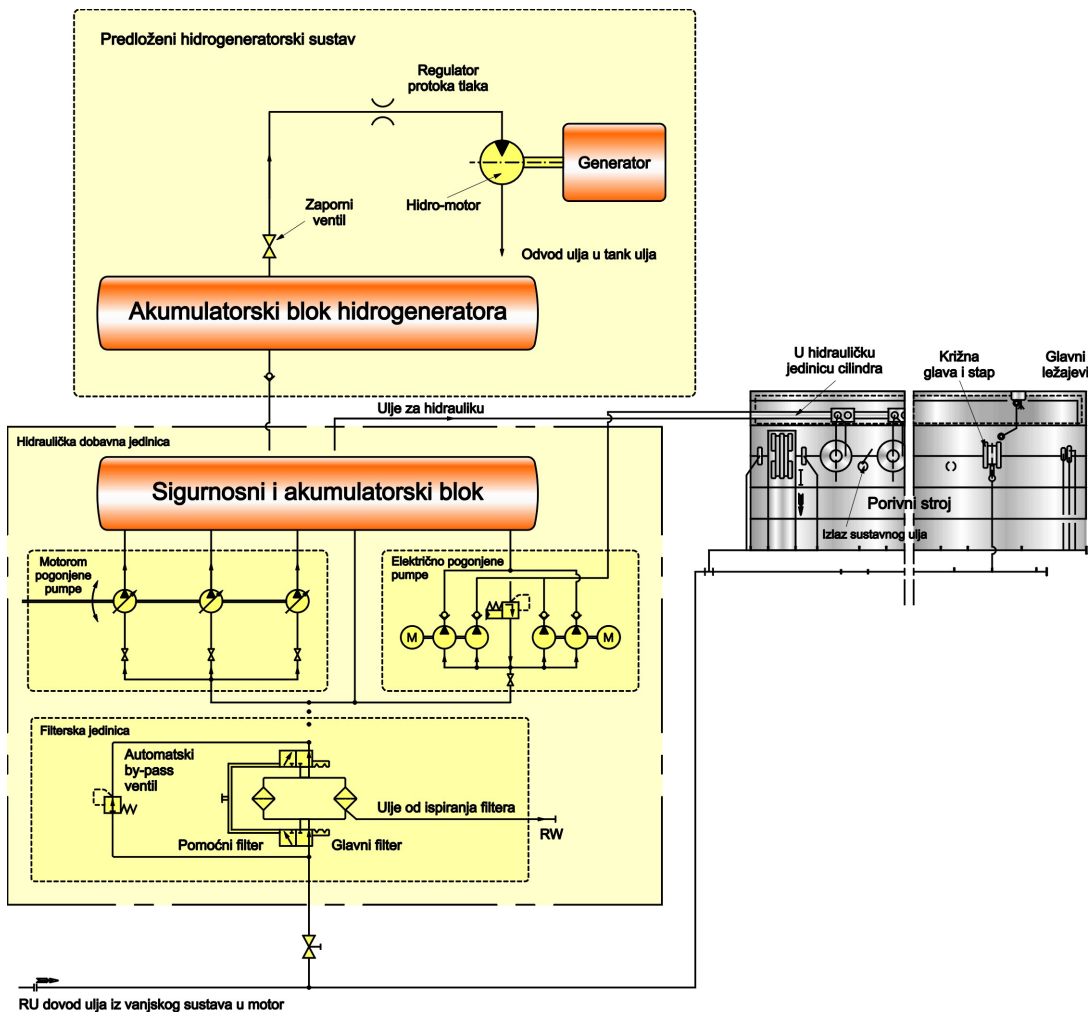 Predloženi hidrogeneratorski sustav
Regulator
protoka tlaka
Generator
Zaporni
ventil
Hidro-motor
Odvod ulja u tank ulja
Akumulatorski blok hidrogeneratora
U hidrauličku
jedinicu cilindra
Križna
glava i stap
Glavni
ležajevi
Ulje za hidrauliku
Hidraulička dobavna jedinica
Sigurnosni i akumulatorski blok
Porivni stroj
Izlaz sustavnog ulja
Motorom
pogonjene
pumpe
Električno pogonjene
pumpe
M
M
Filterska jedinica
Automatski
by-pass
ventil
Ulje od ispiranja filtera
RW
Pomoćni filter
Glavni filter
RU dovod ulja iz vanjskog sustava u motor